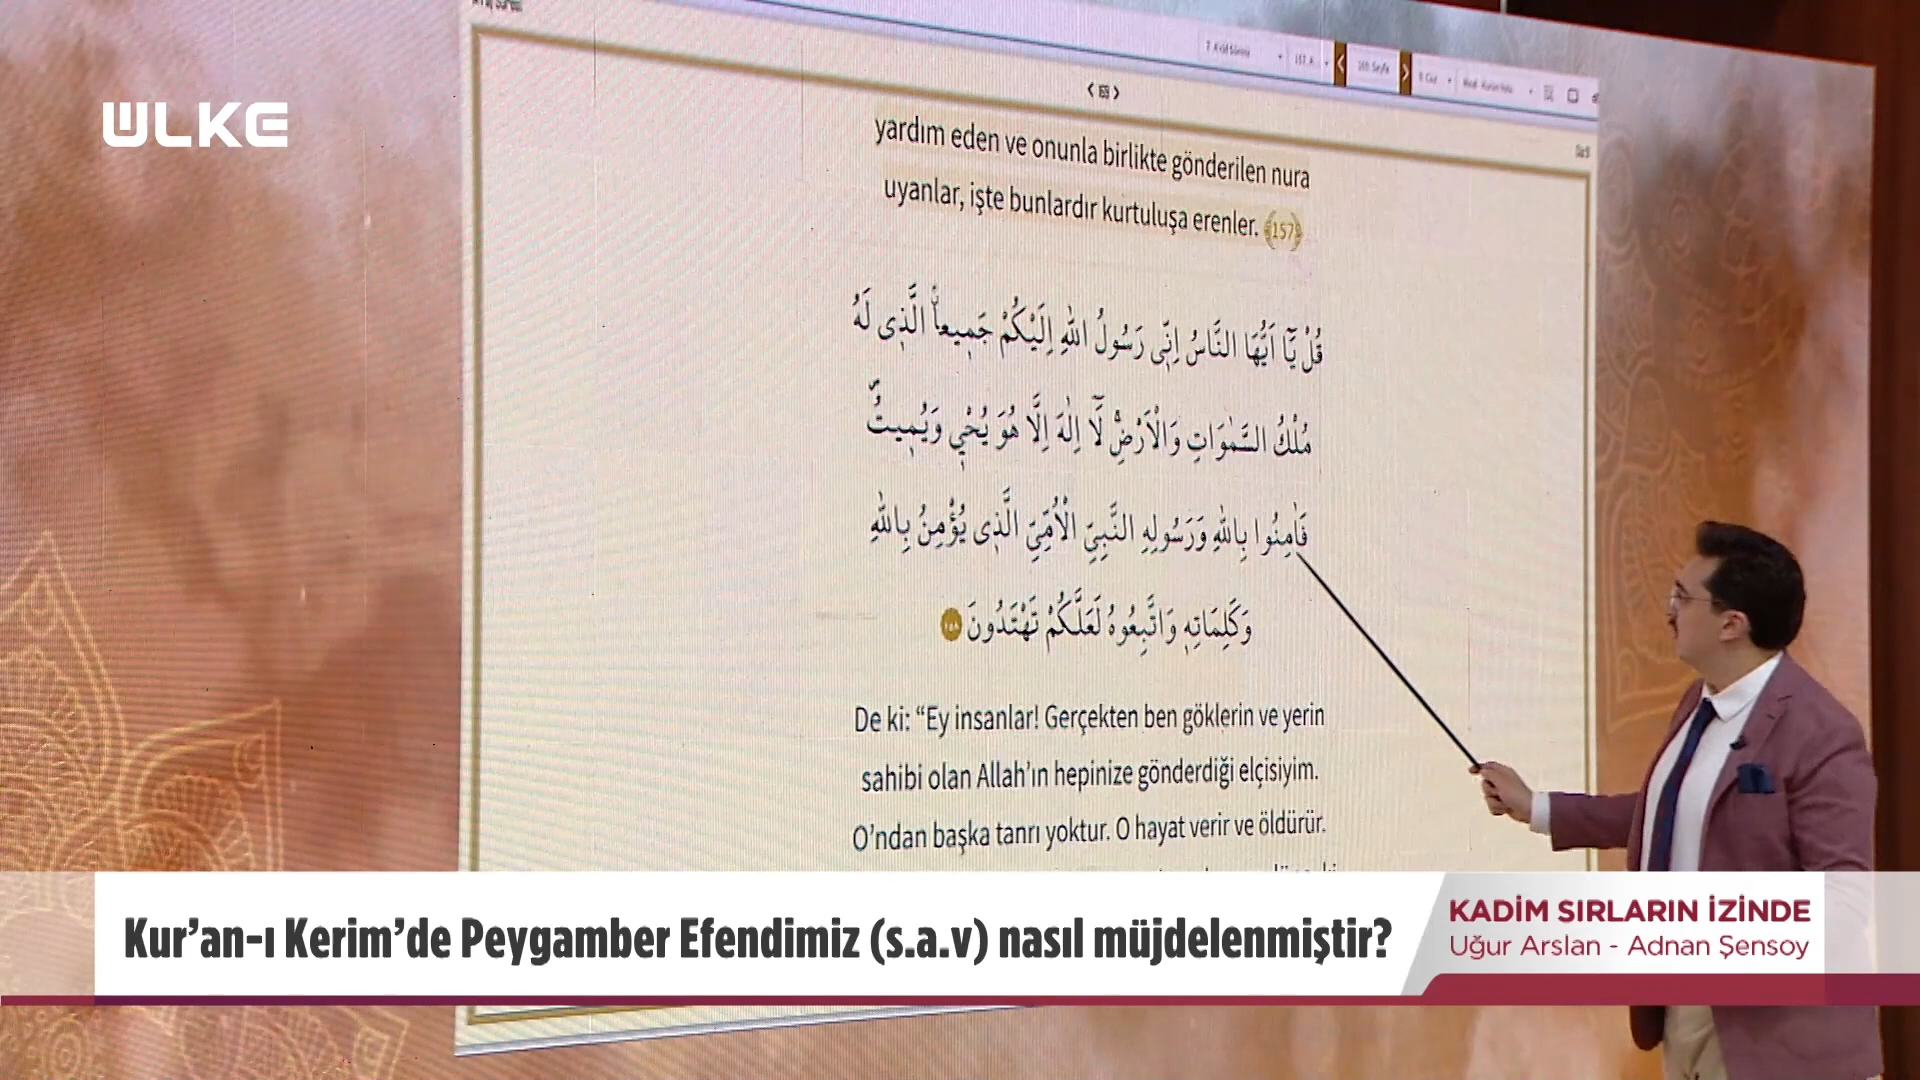 ÜLKE
yardım eden ve onunla birlikte gönderilen nura
uyanlar, işte bunlardır kurtuluşa erenler. ﴾157﴿
قُلْ يَٓا اَيُّهَا النَّاسُ اِنّ۪ي رَسُولُ اللّٰهِ اِلَيْكُمْ جَم۪يعاًۨ الَّذ۪ي لَهُ
مُلْكُ السَّمٰوَاتِ وَالْاَرْضِۚ لَٓا اِلٰهَ اِلَّا هُوَ يُحْي۪ وَيُم۪يتُۖ
فَاٰمِنُوا بِاللّٰهِ وَرَسُولِهِ النَّبِيِّ الْاُمِّيِّ الَّذ۪ي يُؤْمِنُ بِاللّٰهِ
وَكَلِمَاتِه۪ وَاتَّبِعُوهُ لَعَلَّكُمْ تَهْتَدُونَ ١٥٨
De ki: “Ey insanlar! Gerçekten ben göklerin ve yerin
sahibi olan Allah’ın hepinize gönderdiği elçisiyim.
O’ndan başka tanrı yoktur. O hayat verir ve öldürür.
Kur’an-ı Kerim’de Peygamber Efendimiz (s.a.v) nasıl müjdelenmiştir?
KADİM SIRLARIN İZİNDE
Uğur Arslan - Adnan Şensoy